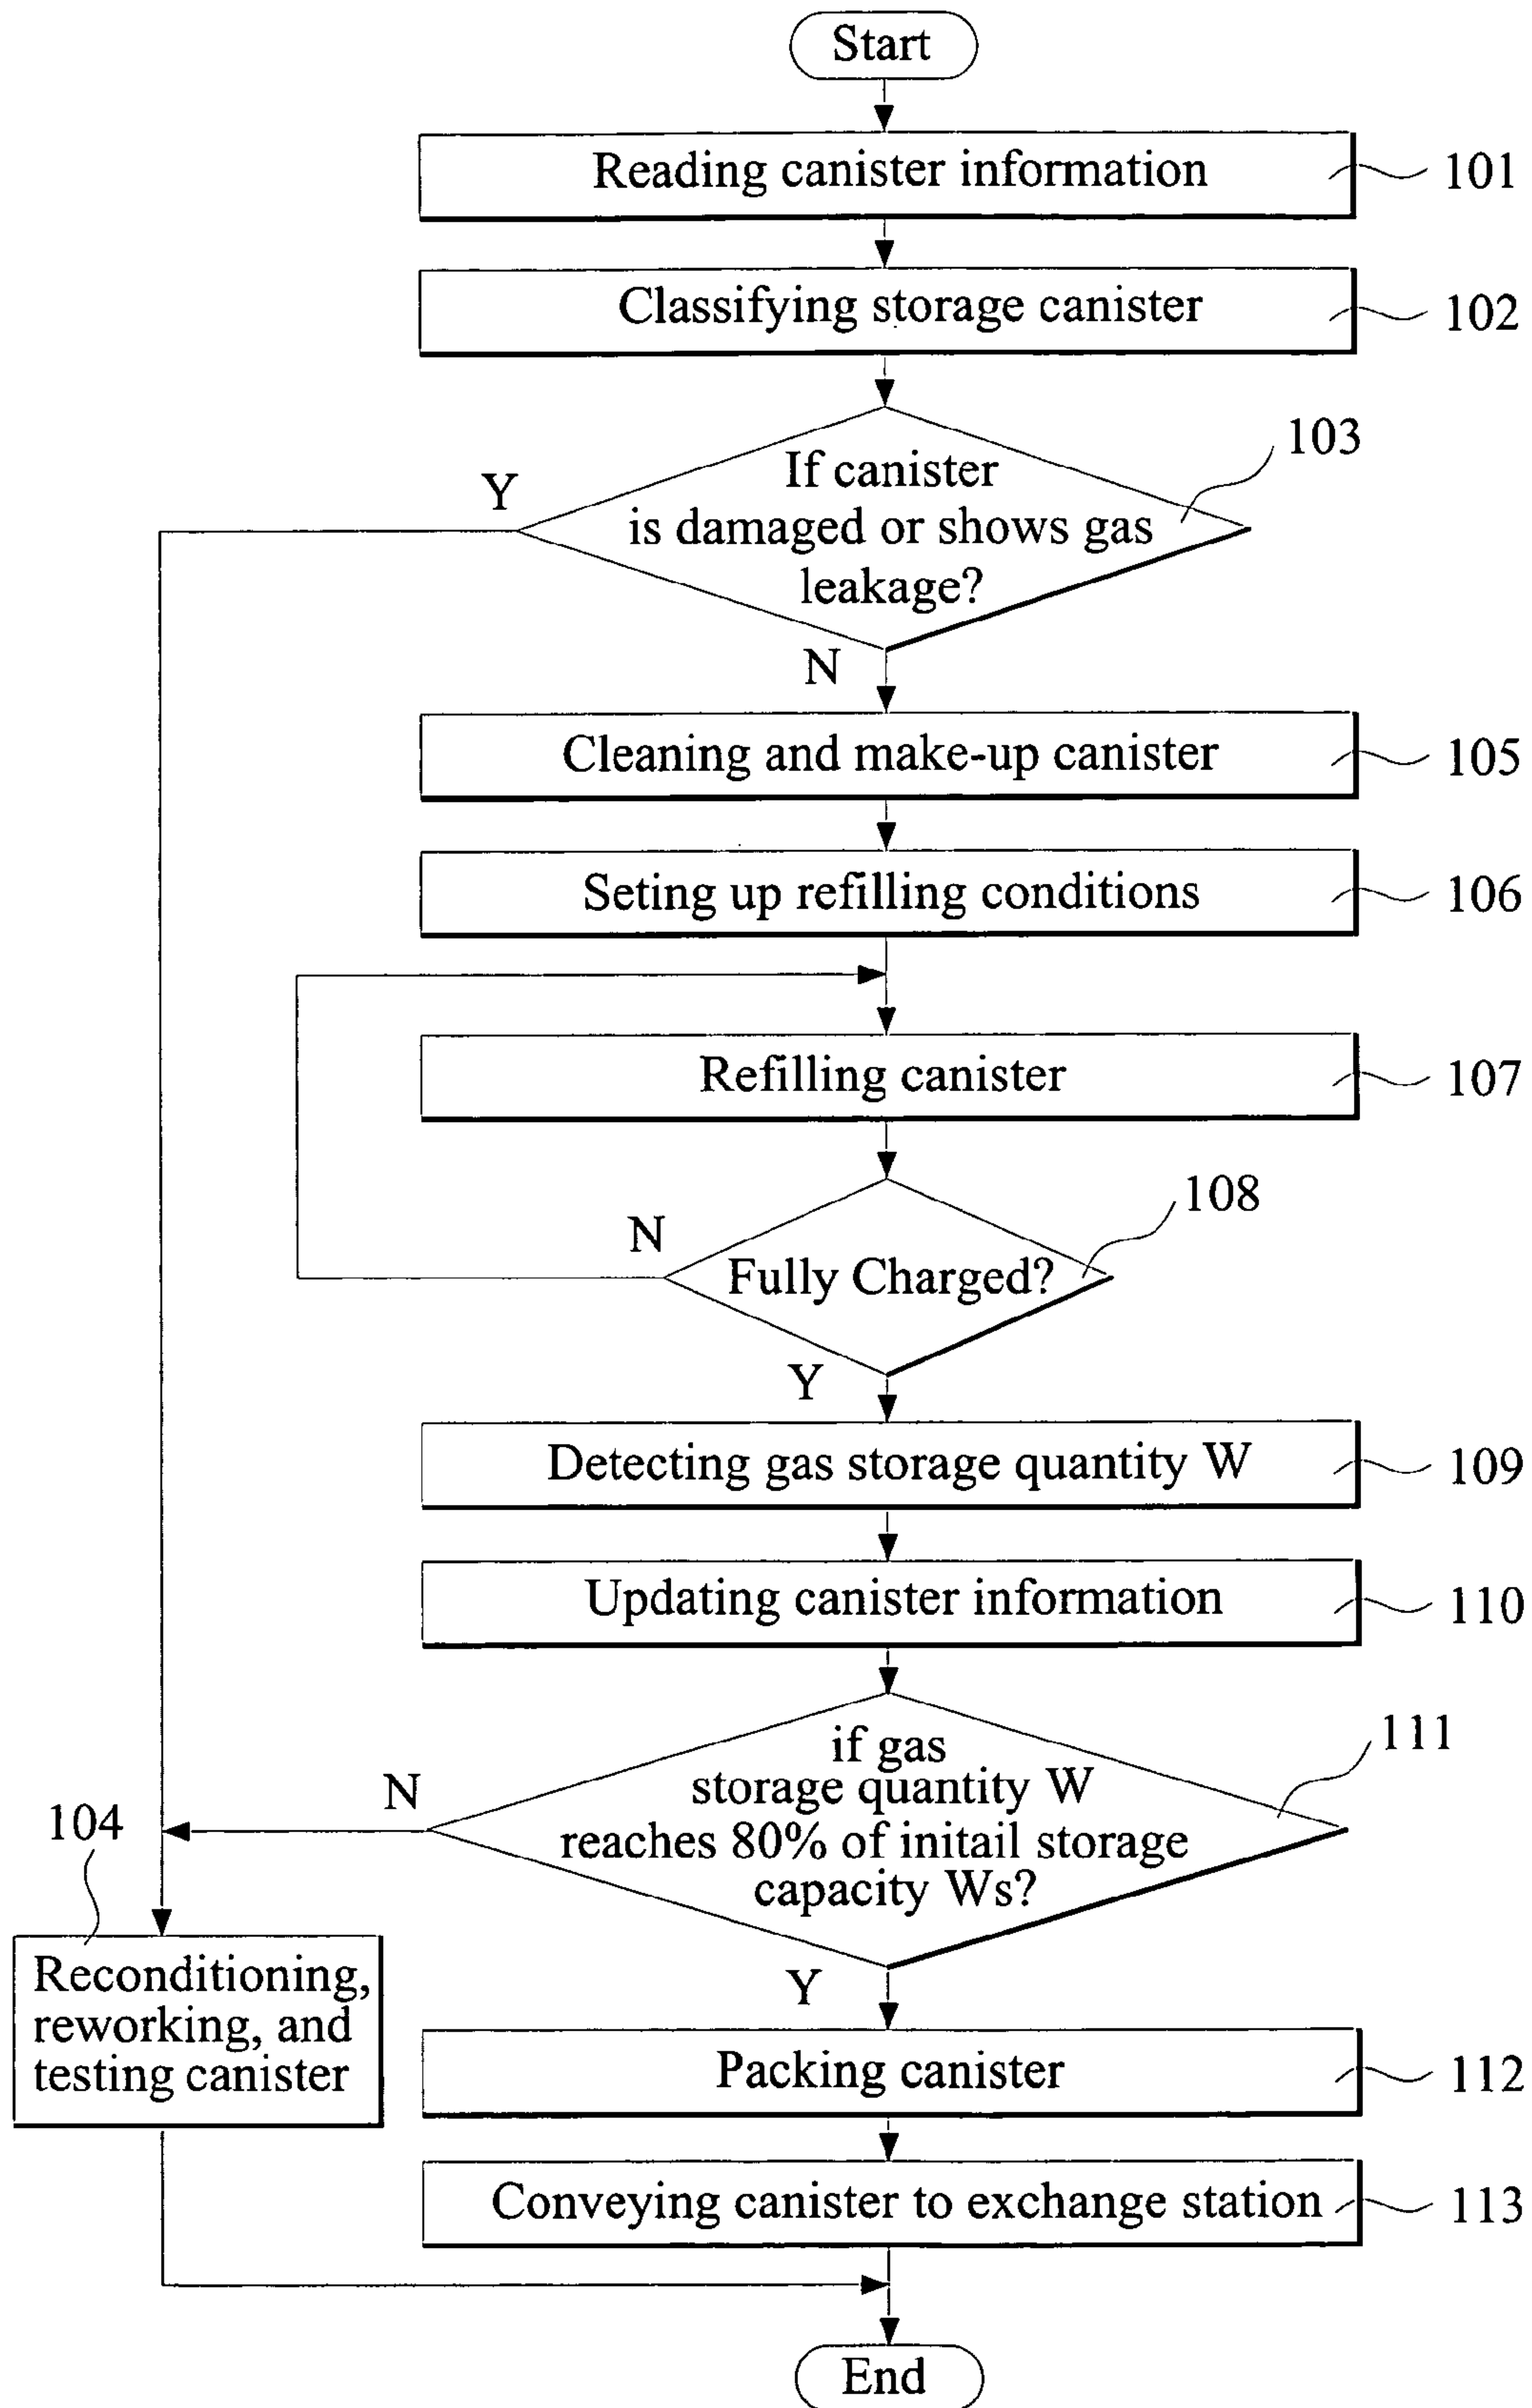 Start
Reading canister information
101
Classifying storage canister
102
103
If canister
is damaged or shows gas
leakage?
Y
N
Cleaning and make-up canister
105
Seting up refilling conditions
106
Refilling canister
107
108
N
Fully Charged?
Y
Detecting gas storage quantity W
109
Updating canister information
110
111
if gas
storage quantity W
reaches 80% of initail storage
capacity Ws?
N
104
Y
Reconditioning,
reworking, and
testing canister
Packing canister
112
Conveying canister to exchange station
113
End